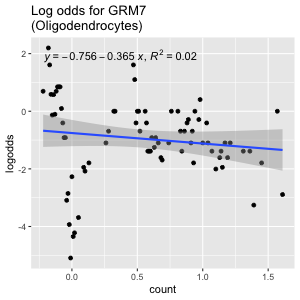 Log odds for GRM7
(Oligodendrocytes)
y = −0.756 − 0.365 x, R² = 0.02
2
0
-2
-4
logodds
0.0 0.5 1.0 1.5
count